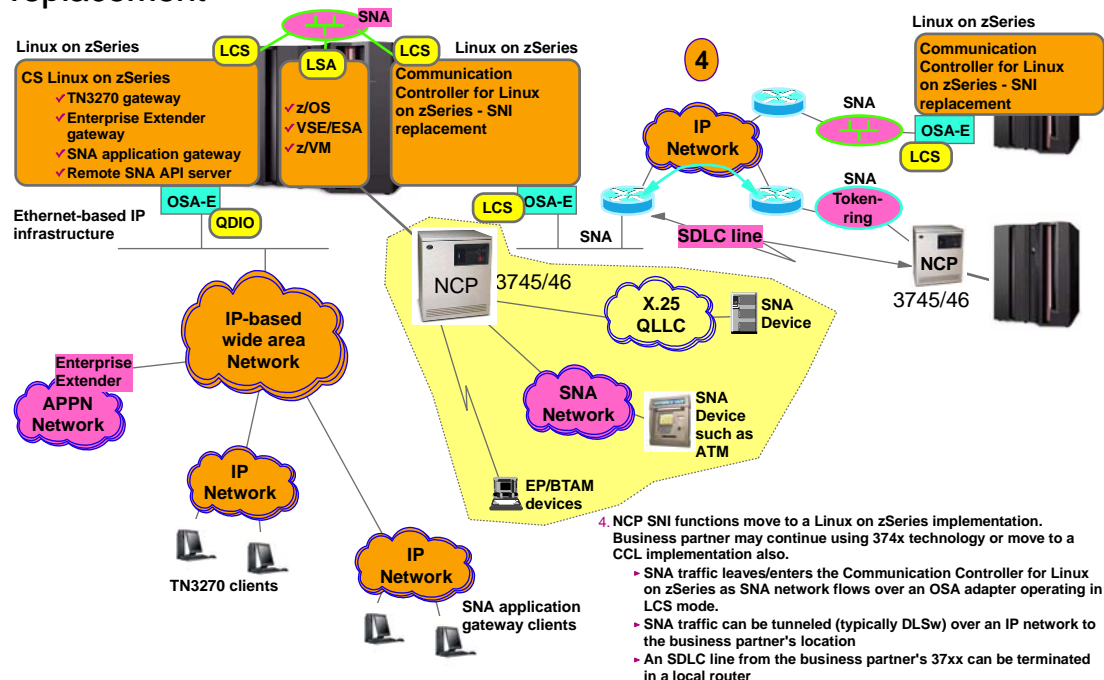 replacement
SNA
Linux on zSeries
LCS
LSA
LCS
Linux on zSeries
CS Linux on zSeries
✓TN3270 gateway
✓Enterprise Extender
gateway
✓SNA application gateway
✓Remote SNA API server
✓z/OS
✓VSE/ESA
✓z/VM
Communication
Controller for Linux
on zSeries - SNI
replacement
OSA-E
QDIO
Ethernet-based IP
infrastructure
LCS
OSA-E
SNA
4
Linux on zSeries
Communication
Controller for Linux
on zSeries - SNI
replacement
SNA
OSA-E
LCS
IP
Network
SNA
Token-
ring
SDLC line
NCP
3745/46
NCP
3745/46
X.25
QLLC
SNA
Device
SNA
Network
SNA
Device
such as
ATM
EP/BTAM
devices
IP-based
wide area
Network
Enterprise
Extender
APPN
Network
IP
Network
TN3270 clients
IP
Network
SNA application
gateway clients
4. NCP SNI functions move to a Linux on zSeries implementation.
Business partner may continue using 374x technology or move to a
CCL implementation also.
► SNA traffic leaves/enters the Communication Controller for Linux
on zSeries as SNA network flows over an OSA adapter operating in
LCS mode.
► SNA traffic can be tunneled (typically DLSw) over an IP network to
the business partner's location
► An SDLC line from the business partner's 37xx can be terminated
in a local router